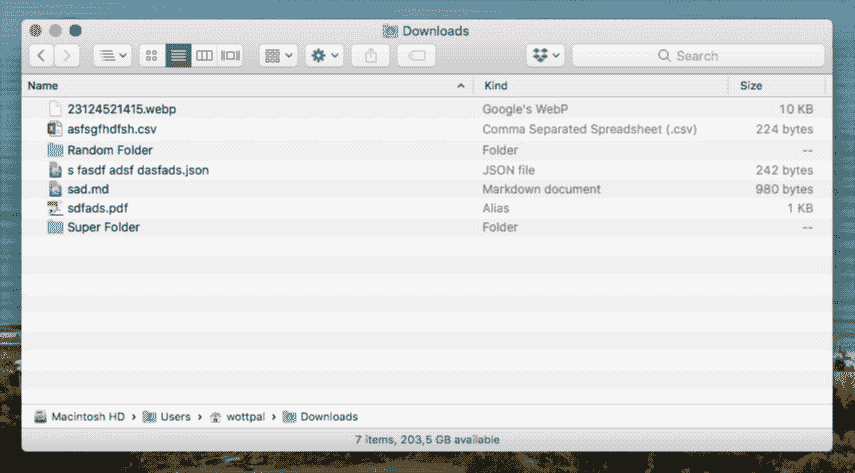 Downloads
Search
Name Kind Size
23124521415.webp Google's WebP 10 KB
asfsgfhdfsh.csv Comma Separated Spreadsheet (.csv) 224 bytes
Random Folder Folder --
s fasdf adsf dasfads.json JSON file 242 bytes
sad.md Markdown document 980 bytes
sdfads.pdf Alias 1 KB
Super Folder Folder --
Macintosh HD › Users › wottpal › Downloads
7 items, 203,5 GB available